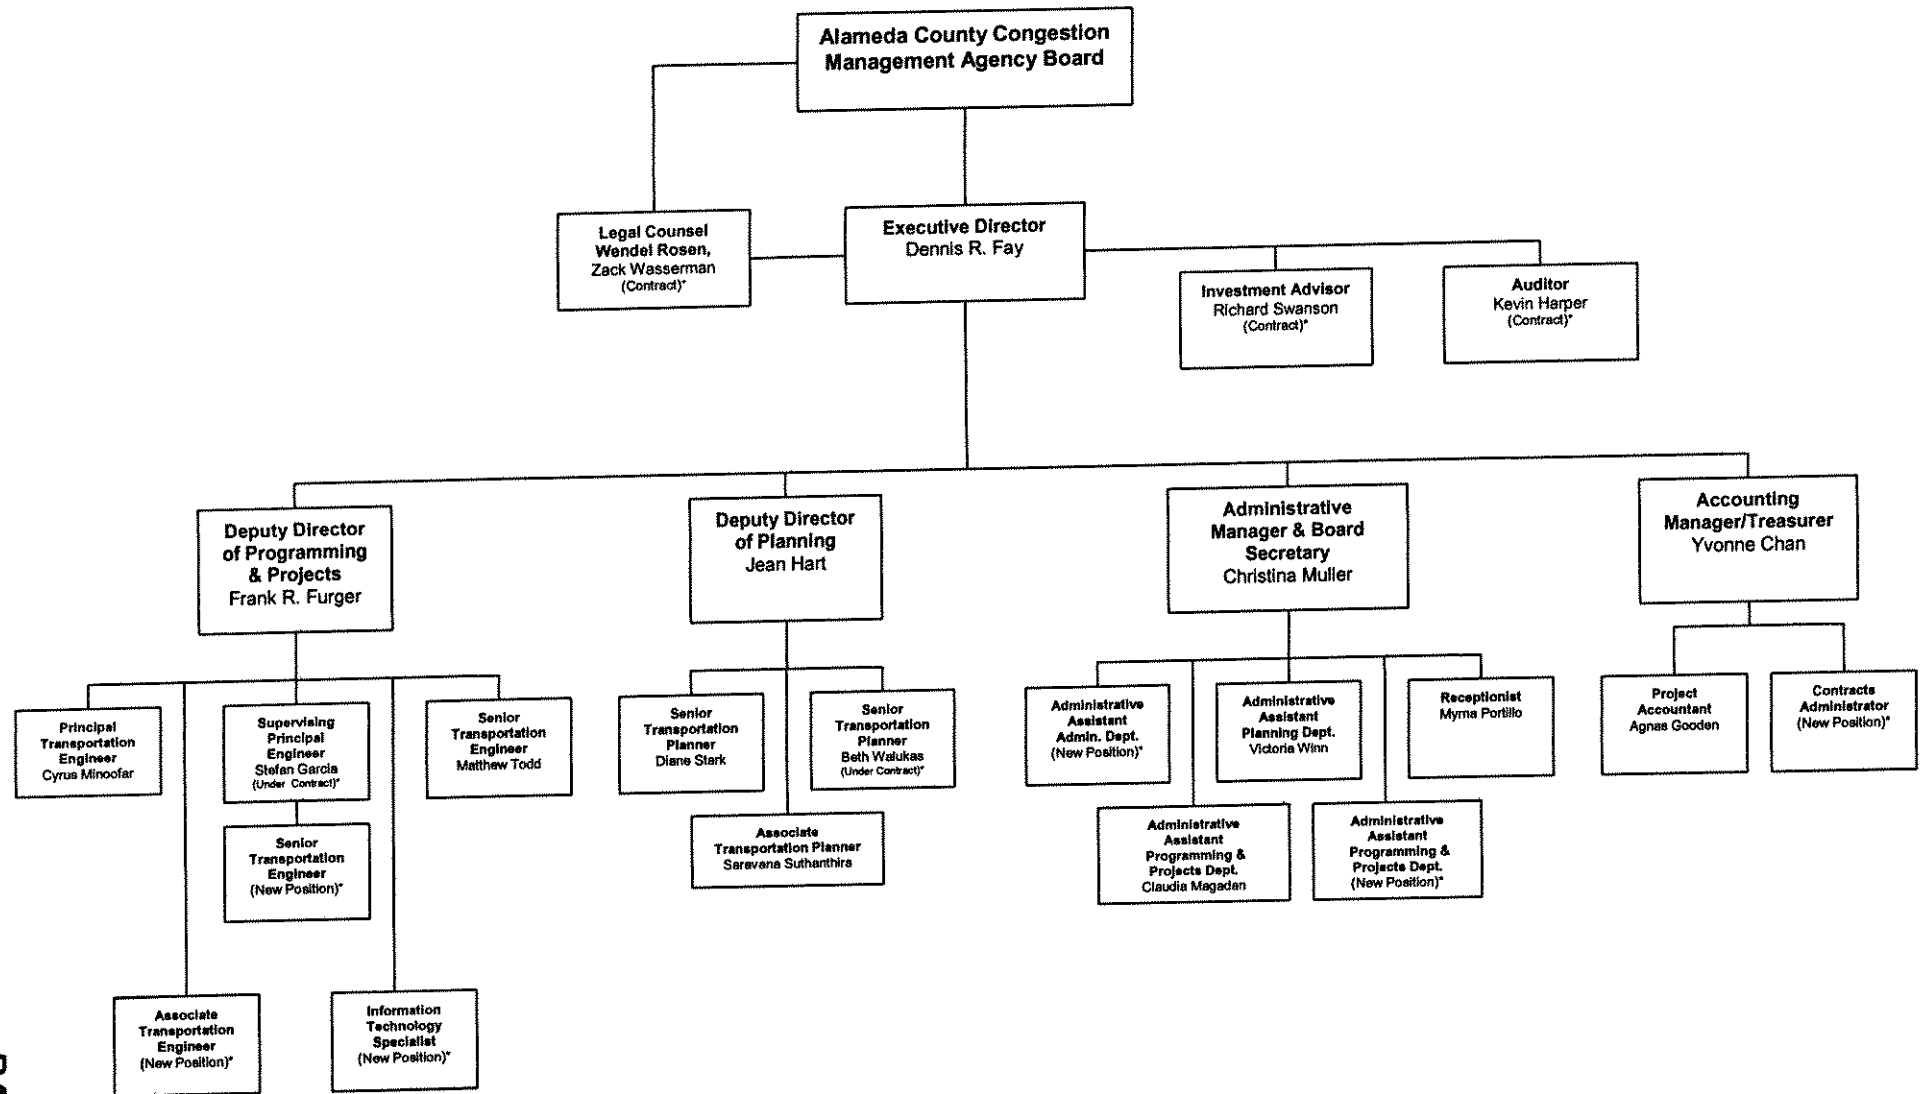 Alameda County Congestion
Management Agency Board
Legal Counsel
Wendel Rosen,
Zack Wasserman
(Contract)*
Executive Director
Dennis R. Fay
Investment Advisor
Richard Swanson
(Contract)*
Auditor
Kevin Harper
(Contract)*
Deputy Director
of Programming
& Projects
Frank R. Furger
Deputy Director
of Planning
Jean Hart
Administrative
Manager & Board
Secretary
Christina Muller
Accounting
Manager/Treasurer
Yvonne Chan
Principal
Transportation
Engineer
Cyrus Minoofar
Supervising
Principal
Engineer
Stefan Garcia
(Under Contract)*
Senior
Transportation
Engineer
Matthew Todd
Senior
Transportation
Planner
Diane Stark
Senior
Transportation
Planner
Beth Walukas
(Under Contract)*
Administrative
Assistant
Admin. Dept.
(New Position)*
Administrative
Assistant
Planning Dept.
Victoria Winn
Receptionist
Myrna Portillo
Project
Accountant
Agnas Gooden
Contracts
Administrator
(New Position)*
Senior
Transportation
Engineer
(New Position)*
Associate
Transportation Planner
Saravana Suthanthira
Administrative
Assistant
Programming &
Projects Dept.
Claudia Magadan
Administrative
Assistant
Programming &
Projects Dept.
(New Position)*
Associate
Transportation
Engineer
(New Position)*
Information
Technology
Specialist
(New Position)*